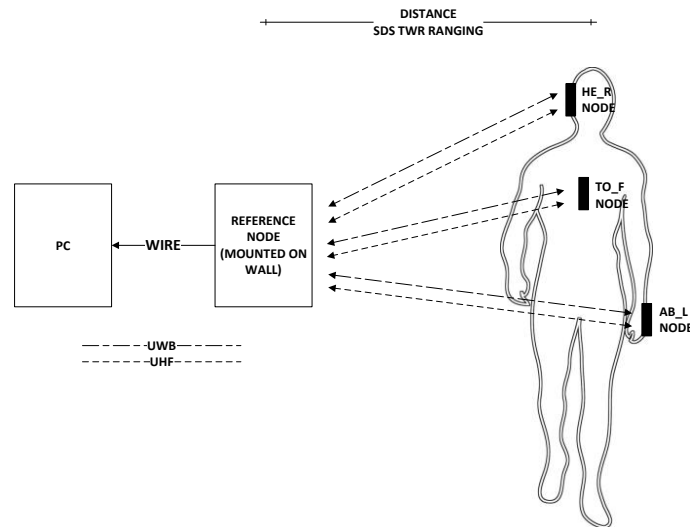 DISTANCE
SDS TWR RANGING
HE_R
NODE
TO_F
NODE
REFERENCE
NODE
(MOUNTED ON
WALL)
PC
WIRE
AB_L
NODE
UWB
UHF